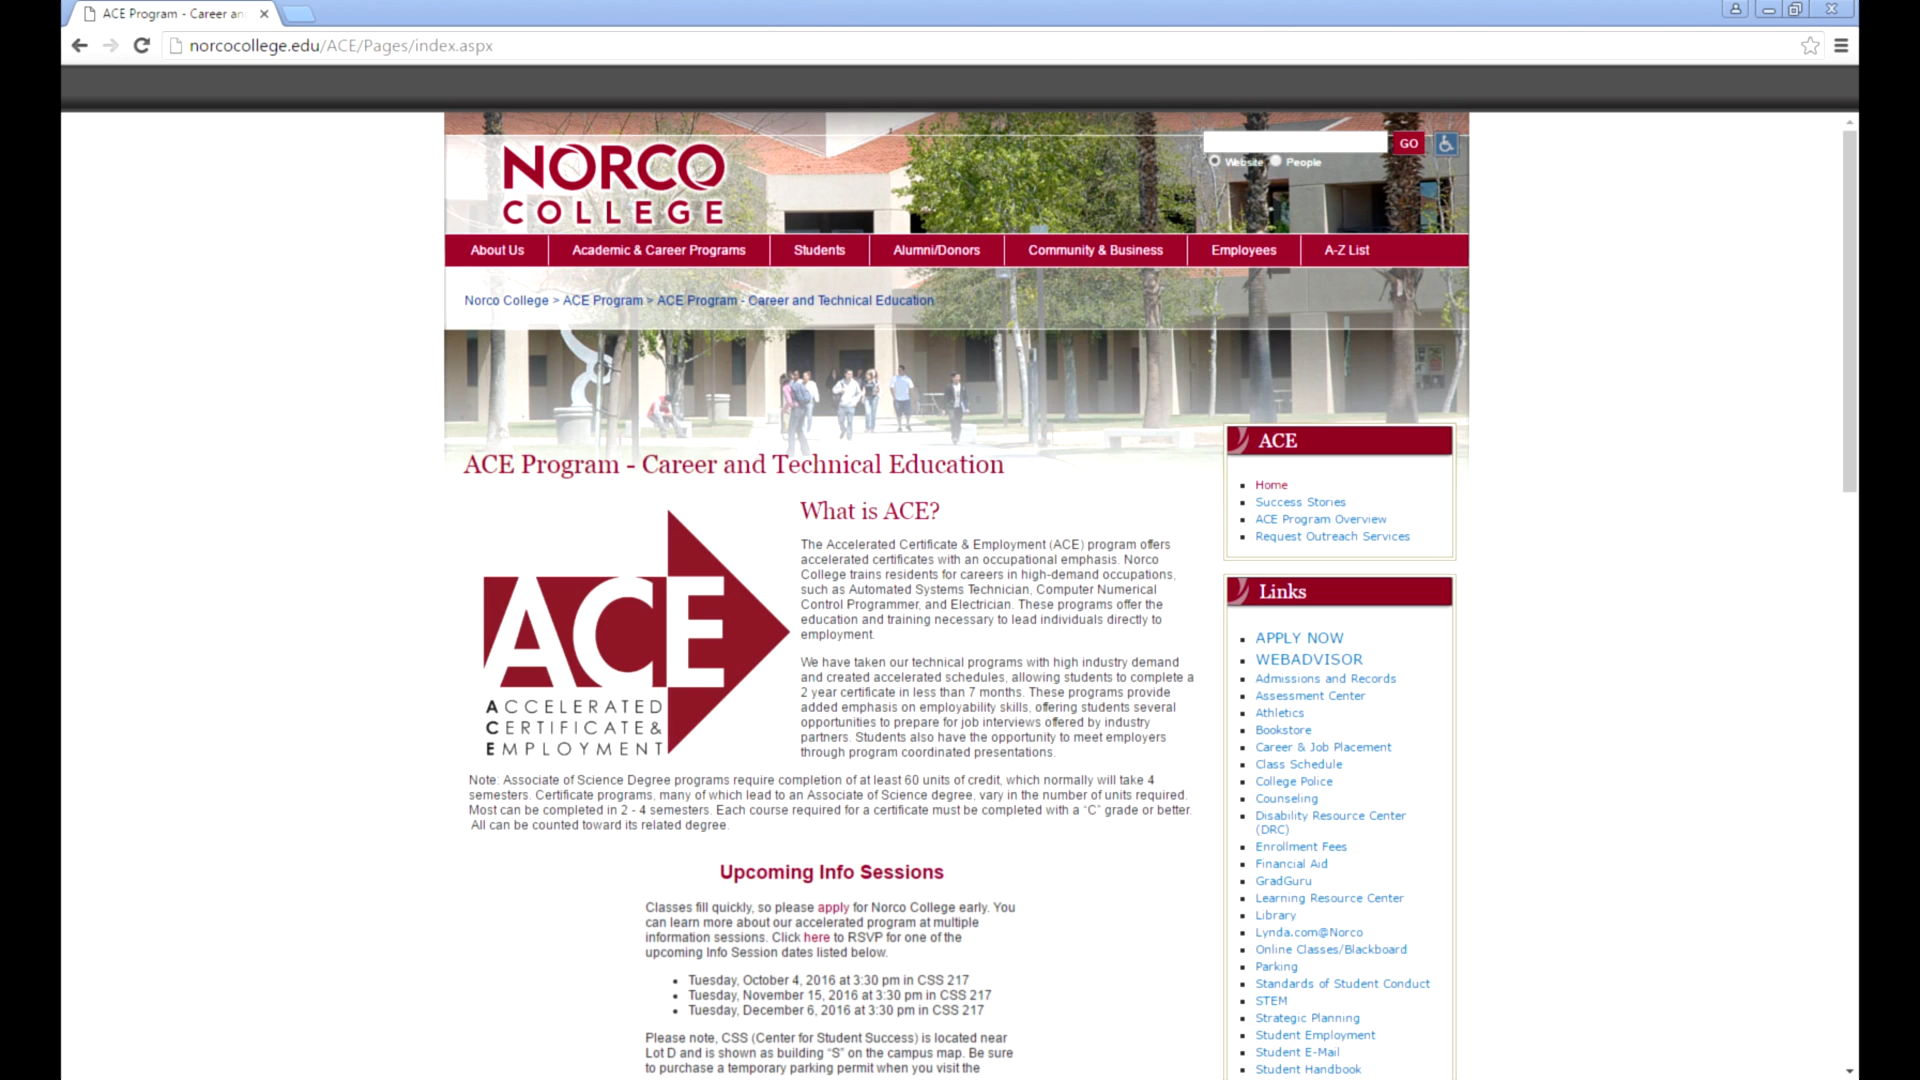 ACE Program - Career an
norcocollege.edu/ACE/Pages/index.aspx
NORCO
COLLEGE
GO
Website People
About Us Academic & Career Programs Students Alumni/Donors Community & Business Employees A-Z List
Norco College > ACE Program > ACE Program - Career and Technical Education
ACE Program - Career and Technical Education
ACE
ACCELERATED
CERTIFICATE &
EMPLOYMENT
What is ACE?
The Accelerated Certificate & Employment (ACE) program offers
accelerated certificates with an occupational emphasis. Norco
College trains residents for careers in high-demand occupations,
such as Automated Systems Technician, Computer Numerical
Control Programmer, and Electrician. These programs offer the
education and training necessary to lead individuals directly to
employment.
We have taken our technical programs with high industry demand
and created accelerated schedules, allowing students to complete a
2 year certificate in less than 7 months. These programs provide
added emphasis on employability skills, offering students several
opportunities to prepare for job interviews offered by industry
partners. Students also have the opportunity to meet employers
through program coordinated presentations.
Note: Associate of Science Degree programs require completion of at least 60 units of credit, which normally will take 4
semesters. Certificate programs, many of which lead to an Associate of Science degree, vary in the number of units required.
Most can be completed in 2 - 4 semesters. Each course required for a certificate must be completed with a “C” grade or better.
All can be counted toward its related degree.
Upcoming Info Sessions
Classes fill quickly, so please apply for Norco College early. You
can learn more about our accelerated program at multiple
information sessions. Click here to RSVP for one of the
upcoming Info Session dates listed below.
Tuesday, October 4, 2016 at 3:30 pm in CSS 217
Tuesday, November 15, 2016 at 3:30 pm in CSS 217
Tuesday, December 6, 2016 at 3:30 pm in CSS 217
Please note, CSS (Center for Student Success) is located near
Lot D and is shown as building “S” on the campus map. Be sure
to purchase a temporary parking permit when you visit the
ACE
Home
Success Stories
ACE Program Overview
Request Outreach Services
Links
APPLY NOW
WEBADVISOR
Admissions and Records
Assessment Center
Athletics
Bookstore
Career & Job Placement
Class Schedule
College Police
Counseling
Disability Resource Center
(DRC)
Enrollment Fees
Financial Aid
GradGuru
Learning Resource Center
Library
Lynda.com@Norco
Online Classes/Blackboard
Parking
Standards of Student Conduct
STEM
Strategic Planning
Student Employment
Student E-Mail
Student Handbook